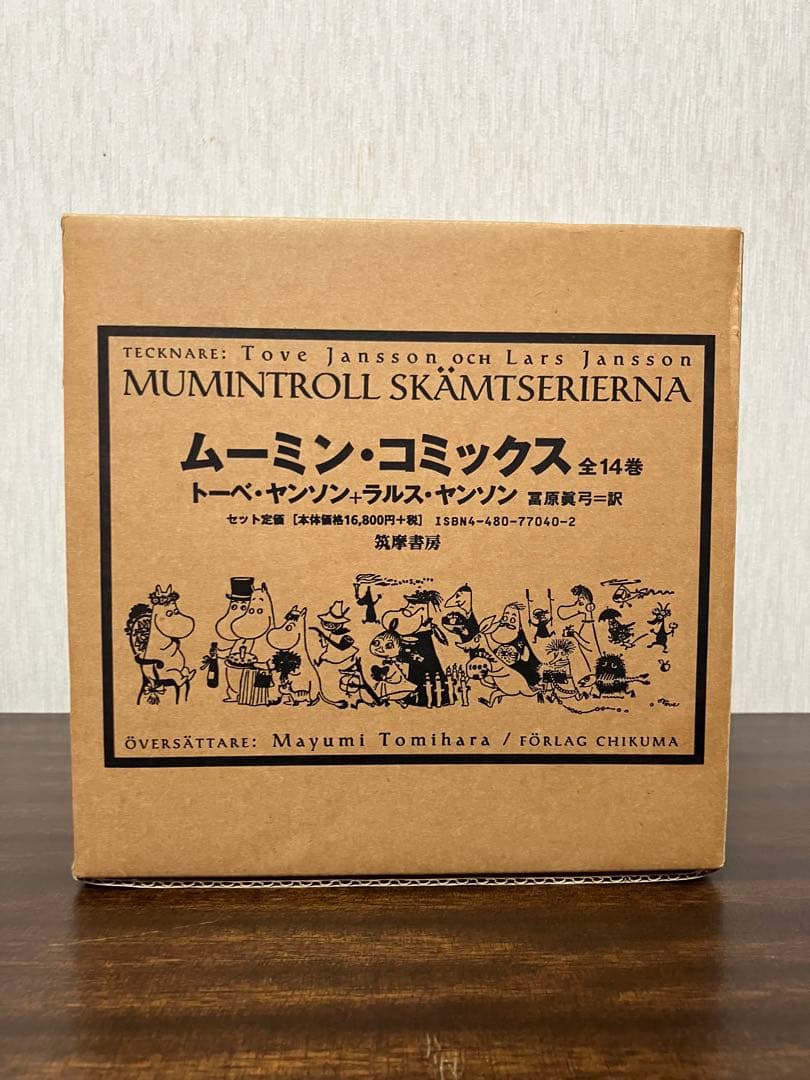 TECKNARE: Tove Jansson OCH Lars Jansson
MUMINTROLL SKÄMTSERIERNA
ムーミン・コミックス 全14巻
トーベ・ヤンソン+ラルス・ヤンソン 冨原眞弓=訳
セット定価 [本体価格16,800円+税] ISBN4-480-77040-2
筑摩書房
ÖVERSÄTTARE: Mayumi Tomihara / FÖRLAG CHIKUMA